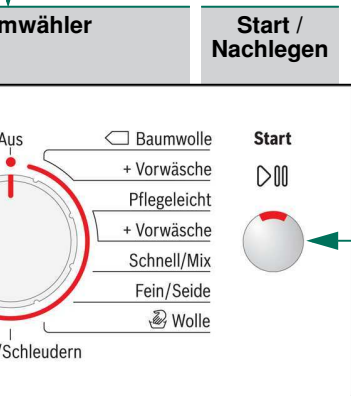 mwähler
Start /
Nachlegen
Aus
Baumwolle
+ Vorwäsche
Pflegeleicht
+ Vorwäsche
Schnell/Mix
Fein/Seide
Wolle
/Schleudern
Start